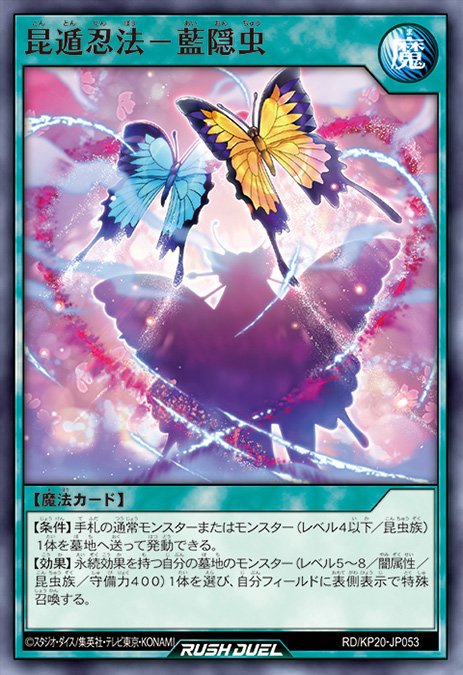 昆遁忍法－藍隠虫
魔
【魔法カード】
【条件】手札の通常モンスターまたはモンスター（レベル４以下／昆虫族）
１体を墓地へ送って発動できる。
【効果】永続効果を持つ自分の墓地のモンスター（レベル５～８／闇属性／
昆虫族／守備力４００）１体を選び、自分フィールドに表側表示で特殊
召喚する。
©スタジオ・ダイス/集英社・テレビ東京・KONAMI
RUSH DUEL
RD/KP20-JP053